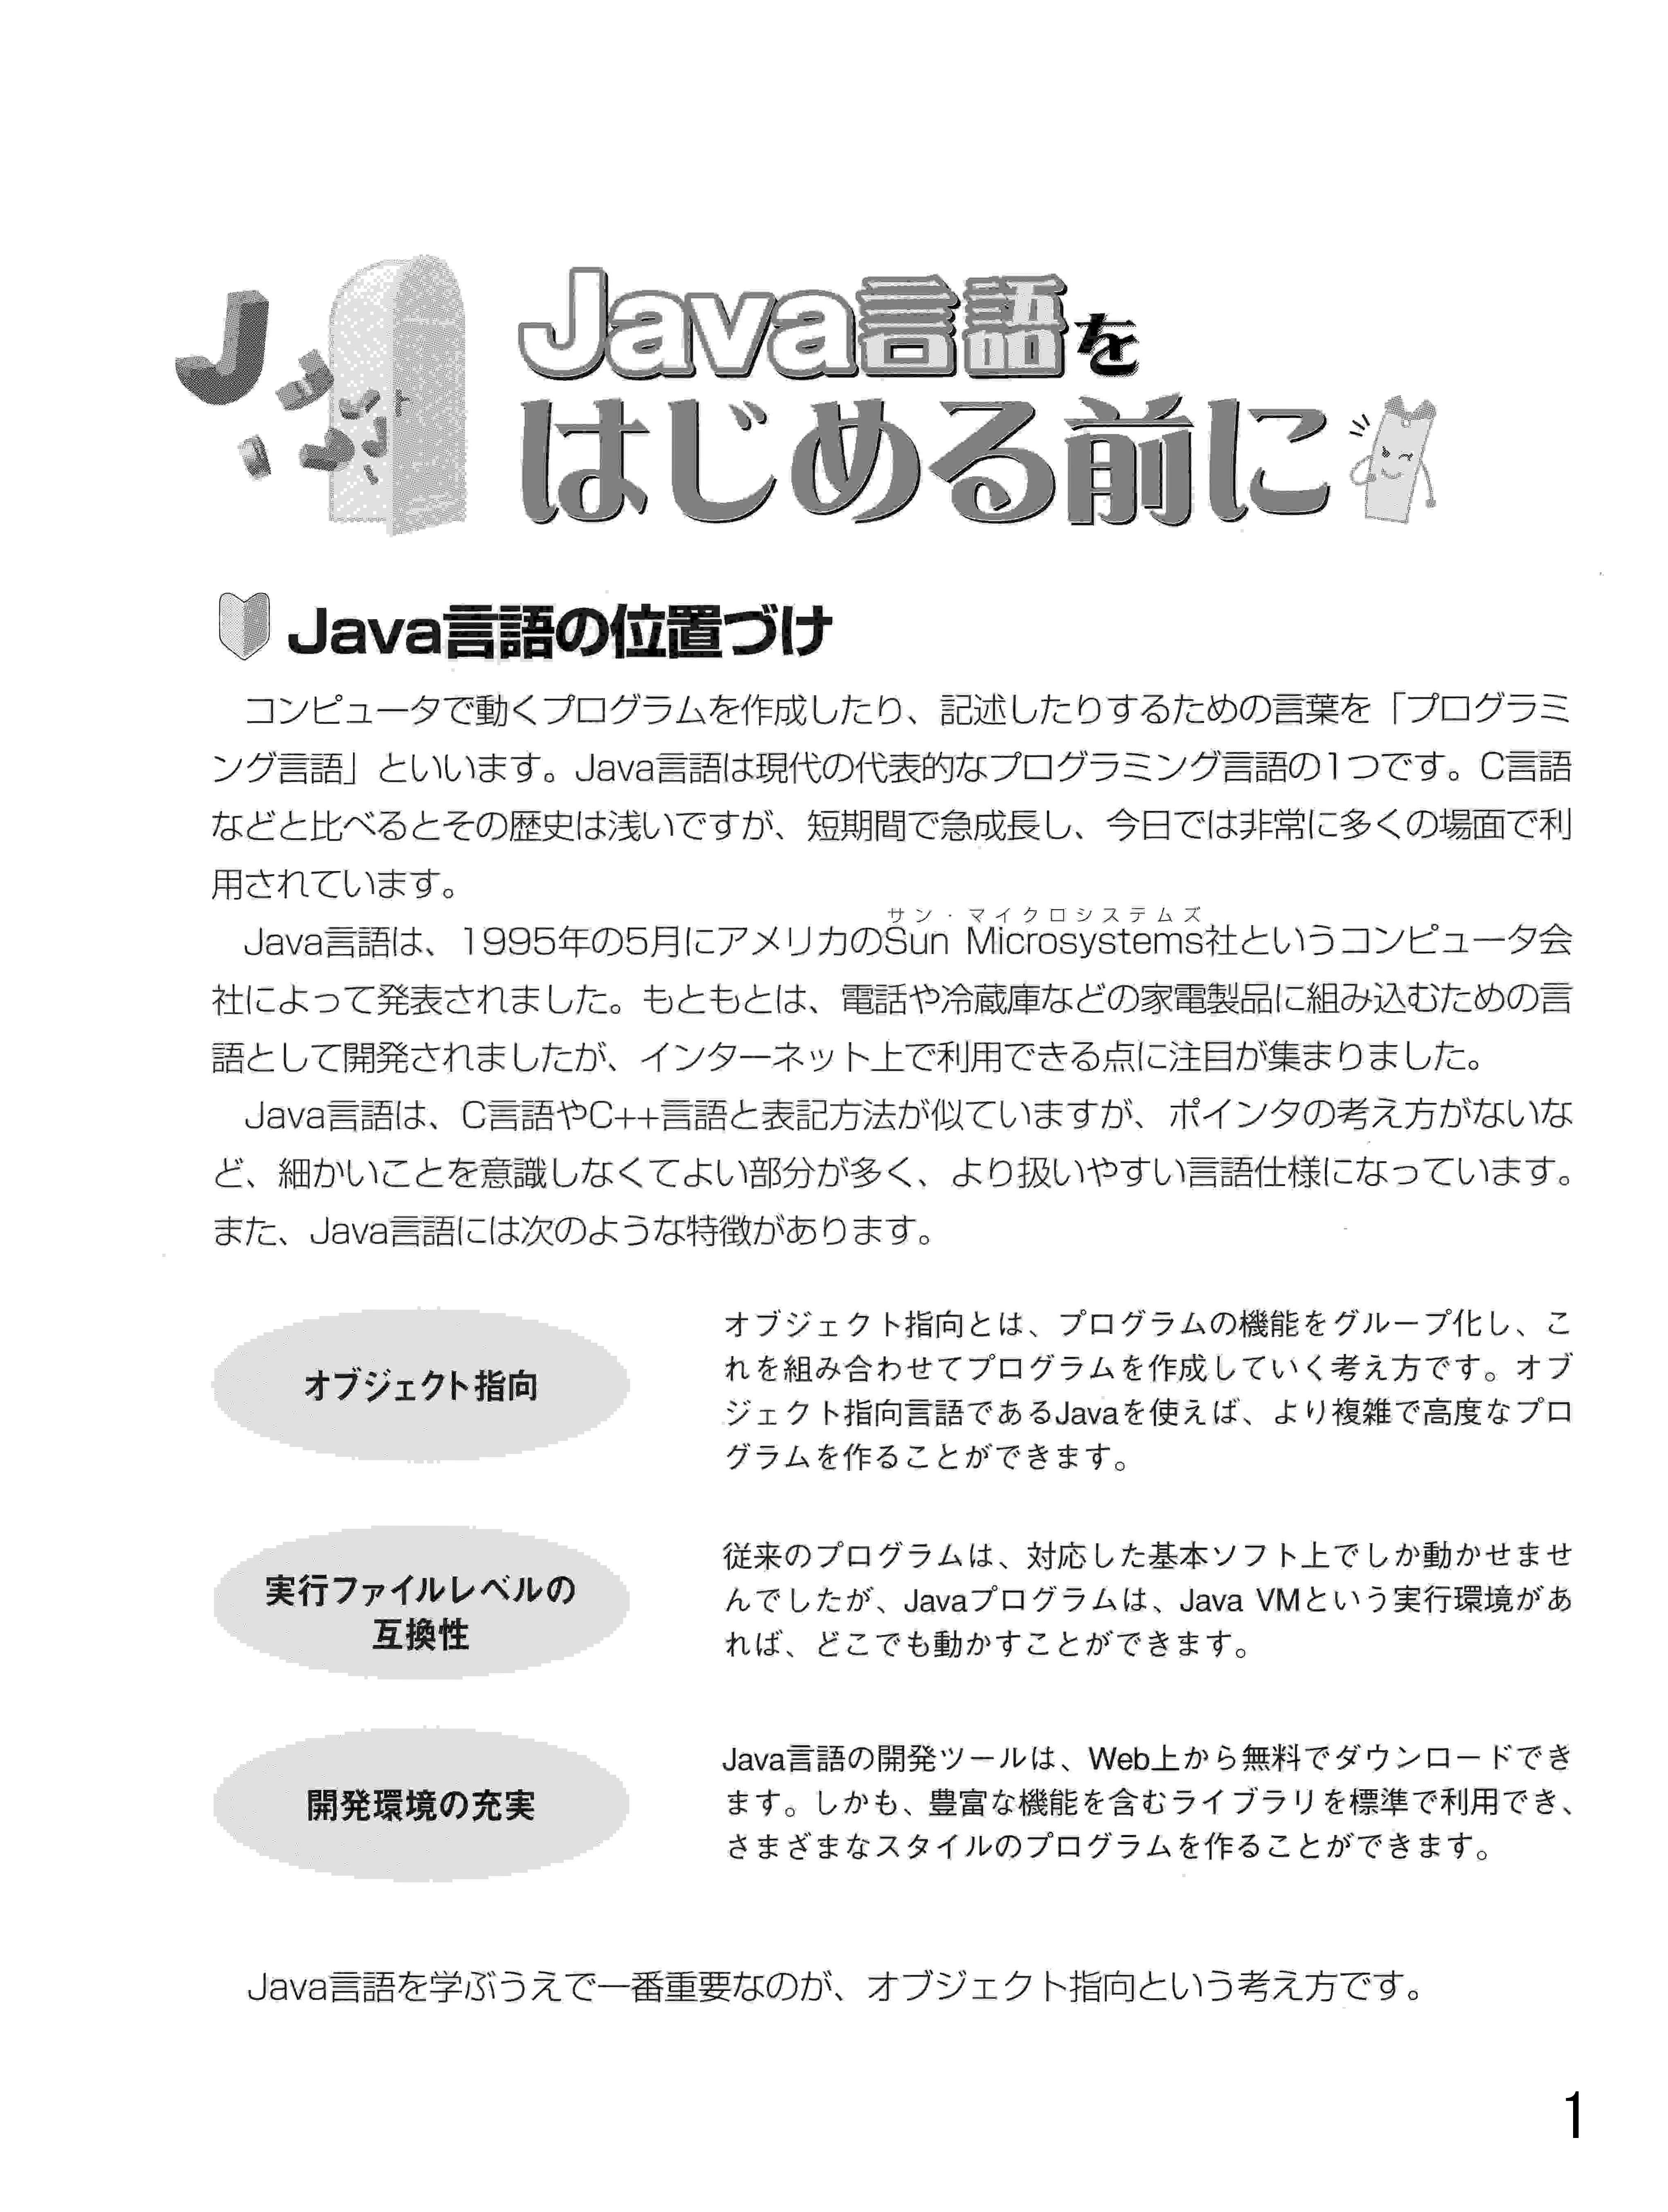 Java言語を
はじめる前に
Java言語の位置づけ
コンピュータで動くプログラムを作成したり、記述したりするための言葉を「プログラミ
ング言語」といいます。Java言語は現代の代表的なプログラミング言語の1つです。C言語
などと比べるとその歴史は浅いですが、短期間で急成長し、今日では非常に多くの場面で利
用されています。
サン・マイクロシステムズ
Java言語は、1995年の5月にアメリカのSun Microsystems社というコンピュータ会
社によって発表されました。もともとは、電話や冷蔵庫などの家電製品に組み込むための言
語として開発されましたが、インターネット上で利用できる点に注目が集まりました。
Java言語は、C言語やC++言語と表記方法が似ていますが、ポインタの考え方がないな
ど、細かいことを意識しなくてよい部分が多く、より扱いやすい言語仕様になっています。
また、Java言語には次のような特徴があります。
オブジェクト指向
オブジェクト指向とは、プログラムの機能をグループ化し、こ
れを組み合わせてプログラムを作成していく考え方です。オブ
ジェクト指向言語であるJavaを使えば、より複雑で高度なプロ
グラムを作ることができます。
実行ファイルレベルの
互換性
従来のプログラムは、対応した基本ソフト上でしか動かせませ
んでしたが、Javaプログラムは、Java VMという実行環境があ
れば、どこでも動かすことができます。
開発環境の充実
Java言語の開発ツールは、Web上から無料でダウンロードでき
ます。しかも、豊富な機能を含むライブラリを標準で利用でき、
さまざまなスタイルのプログラムを作ることができます。
Java言語を学ぶうえで一番重要なのが、オブジェクト指向という考え方です。
1